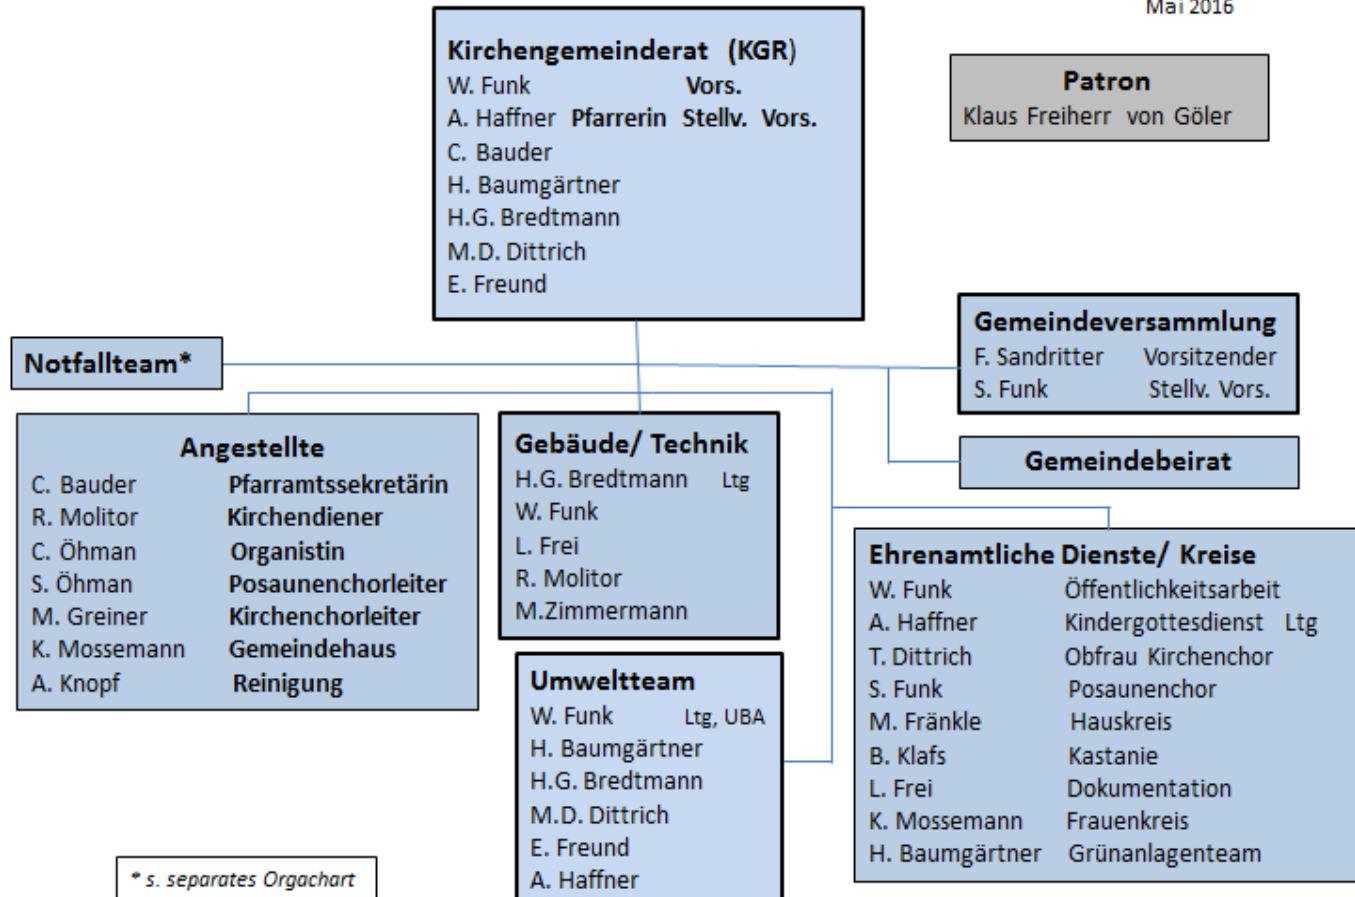 Mai 2016
Kirchengemeinderat (KGR)
W. Funk Vors.
A. Haffner Pfarrerin Stellv. Vors.
C. Bauder
H. Baumgärtner
H.G. Bredtmann
M.D. Dittrich
E. Freund
Patron
Klaus Freiherr von Göler
Gemeindeversammlung
F. Sandritter Vorsitzender
S. Funk Stellv. Vors.
Notfallteam*
Gemeindebeirat
Angestellte
C. Bauder Pfarramtssekretärin
R. Molitor Kirchendiener
C. Öhman Organistin
S. Öhman Posaunenchorleiter
M. Greiner Kirchenchorleiter
K. Mossemann Gemeindehaus
A. Knopf Reinigung
Gebäude/ Technik
H.G. Bredtmann Ltg
W. Funk
L. Frei
R. Molitor
M.Zimmermann
Umweltteam
W. Funk Ltg, UBA
H. Baumgärtner
H.G. Bredtmann
M.D. Dittrich
E. Freund
A. Haffner
Ehrenamtliche Dienste/ Kreise
W. Funk Öffentlichkeitsarbeit
A. Haffner Kindergottesdienst Ltg
T. Dittrich Obfrau Kirchenchor
S. Funk Posaunenchor
M. Fränkle Hauskreis
B. Klafs Kastanie
L. Frei Dokumentation
K. Mossemann Frauenkreis
H. Baumgärtner Grünanlagenteam
* s. separates Orgachart